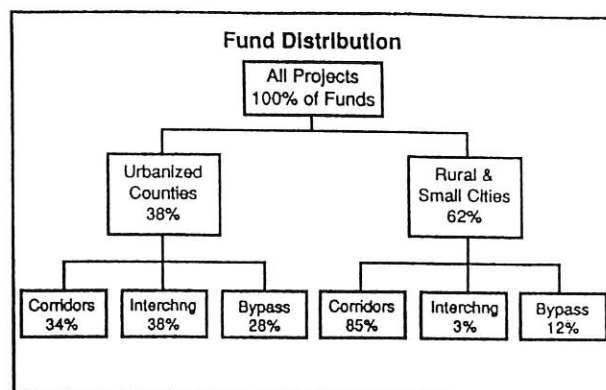 Fund Distribution
All Projects
100% of Funds
Urbanized
Counties
38%
Rural &
Small Cities
62%
Corridors
34%
Interchng
38%
Bypass
28%
Corridors
85%
Interchng
3%
Bypass
12%